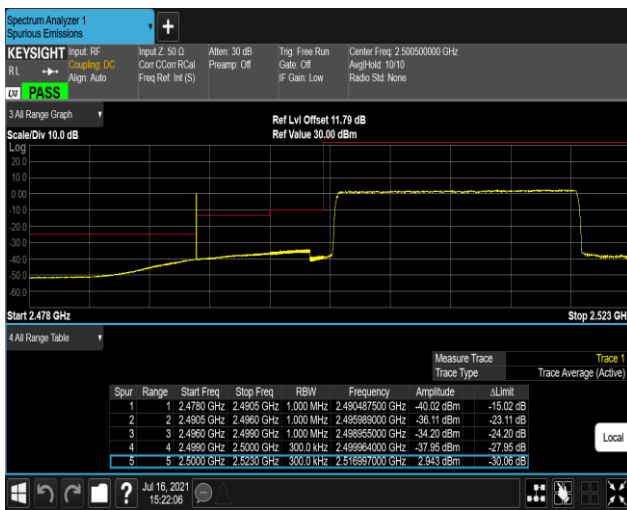 Spectrum Analyzer 1
Spurious Emissions
KEYSIGHT Input: RF Input Z: 50 Ω Atten: 30 dB Trig: Free Run Center Freq: 2.500500000 GHz
Coupling: DC Corr CCorr RCal Preamp: Off Gate: Off Avg|Hold: 10/10
RL Align: Auto Freq Ref: Int (S) IF Gain: Low Radio Std: None
LXI PASS
3 All Range Graph
Ref Lvl Offset 11.79 dB
Scale/Div 10.0 dB Ref Value 30.00 dBm
Log
20.0
10.0
0.00
-10.0
-20.0
-30.0
-40.0
-50.0
-60.0
Start 2.478 GHz Stop 2.523 GH
4 All Range Table
Measure Trace Trace 1
Trace Type Trace Average (Active)
Spur Range Start Freq Stop Freq RBW Frequency Amplitude ΔLimit
1 1 2.4780 GHz 2.4905 GHz 1.000 MHz 2.490487500 GHz -40.02 dBm -15.02 dB
2 2 2.4905 GHz 2.4960 GHz 1.000 MHz 2.495989000 GHz -36.11 dBm -23.11 dB
3 3 2.4960 GHz 2.4990 GHz 1.000 MHz 2.498955000 GHz -34.20 dBm -24.20 dB
4 4 2.4990 GHz 2.5000 GHz 300.0 kHz 2.499964000 GHz -37.95 dBm -27.95 dB
5 5 2.5000 GHz 2.5230 GHz 300.0 kHz 2.516997000 GHz 2.943 dBm -30.06 dB
Local
Jul 16, 2021
15:22:06